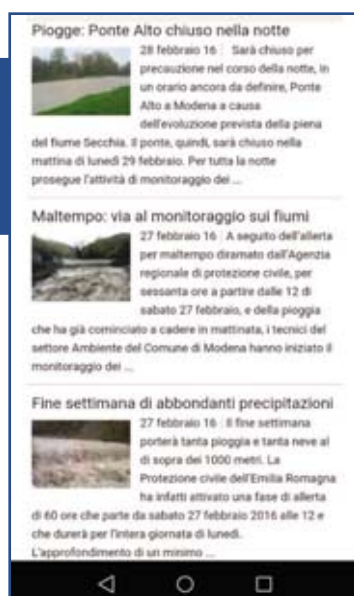 Piogge: Ponte Alto chiuso nella notte
28 febbraio 16 | Sarà chiuso per
precauzione nel corso della notte, in
un orario ancora da definire, Ponte
Alto a Modena a causa
dell'evoluzione prevista della piena
del fiume Secchia. Il ponte, quindi, sarà chiuso nella
mattina di lunedì 29 febbraio. Per tutta la notte
prosegue l'attività di monitoraggio dei ...
Maltempo: via al monitoraggio sui fiumi
27 febbraio 16 | A seguito dell'allerta
per maltempo diramato dall'Agenzia
regionale di protezione civile, per
sessanta ore a partire dalle 12 di
sabato 27 febbraio, e della pioggia
che ha già cominciato a cadere in mattinata, i tecnici del
settore Ambiente del Comune di Modena hanno iniziato il
monitoraggio dei ...
Fine settimana di abbondanti precipitazioni
27 febbraio 16 | Il fine settimana
porterà tanta pioggia e tanta neve al
di sopra dei 1000 metri. La
Protezione civile dell'Emilia Romagna
ha infatti attivato una fase di allerta
di 60 ore che parte da sabato 27 febbraio 2016 alle 12 e
che durerà per l'intera giornata di lunedì.
L'approfondimento di un minimo ...